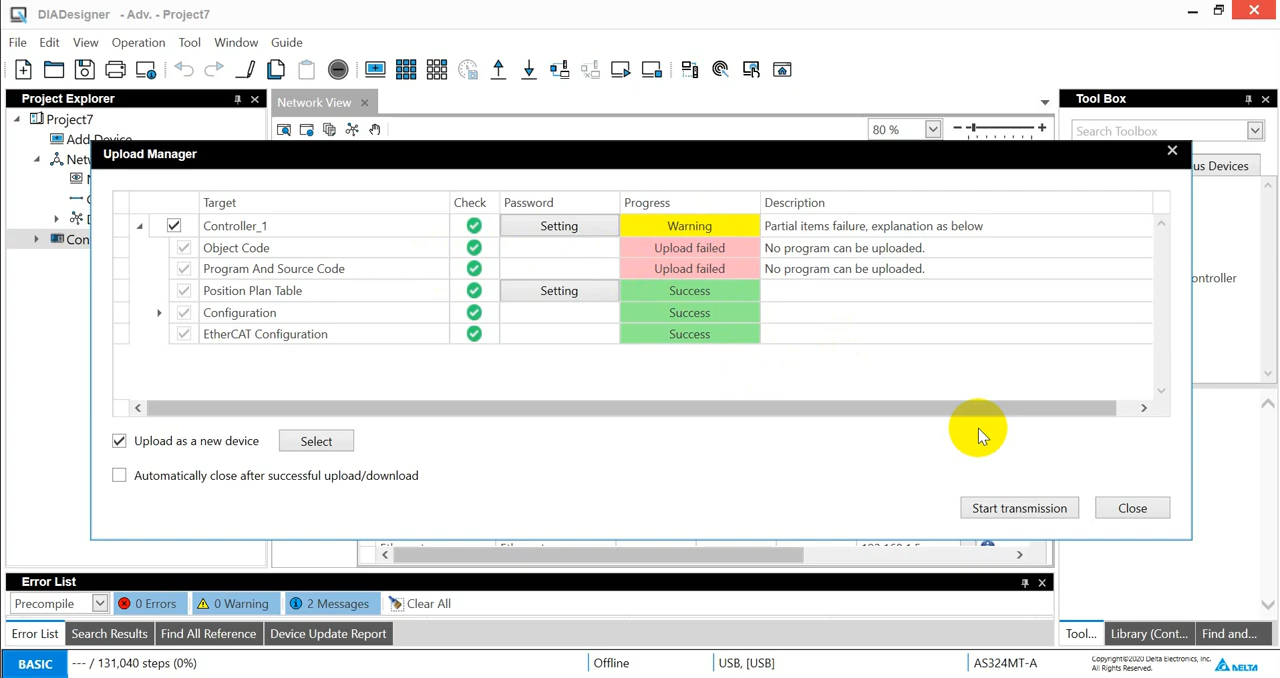 DIADesigner - Adv. - Project7
File Edit View Operation Tool Window Guide
Project Explorer
Network View
Tool Box
Project7
80 %
Search Toolbox
Upload Manager
us Devices
Target Check Password Progress Description
Controller_1 Setting Warning Partial items failure, explanation as below
Object Code Upload failed No program can be uploaded.
Program And Source Code Upload failed No program can be uploaded.
Position Plan Table Setting Success
Configuration Success
EtherCAT Configuration Success
ontroller
Upload as a new device Select
Automatically close after successful upload/download
Start transmission Close
Error List
Precompile 0 Errors 0 Warning 2 Messages Clear All
Error List Search Results Find All Reference Device Update Report
Tool... Library (Cont... Find and...
BASIC --- / 131,040 steps (0%) Offline USB, [USB] AS324MT-A
Copyright©2020 Delta Electronics, Inc.
All Rights Reserved.
DELTA